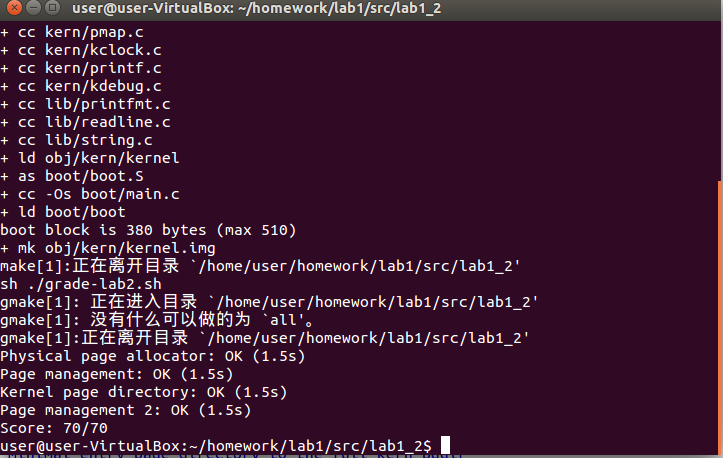 user@user-VirtualBox: ~/homework/lab1/src/lab1_2
+ cc kern/pmap.c
+ cc kern/kclock.c
+ cc kern/printf.c
+ cc kern/kdebug.c
+ cc lib/printfmt.c
+ cc lib/readline.c
+ cc lib/string.c
+ ld obj/kern/kernel
+ as boot/boot.S
+ cc -Os boot/main.c
+ ld boot/boot
boot block is 380 bytes (max 510)
+ mk obj/kern/kernel.img
make[1]:正在离开目录 `/home/user/homework/lab1/src/lab1_2'
sh ./grade-lab2.sh
gmake[1]: 正在进入目录 `/home/user/homework/lab1/src/lab1_2'
gmake[1]: 没有什么可以做的为 `all'。
gmake[1]:正在离开目录 `/home/user/homework/lab1/src/lab1_2'
Physical page allocator: OK (1.5s)
Page management: OK (1.5s)
Kernel page directory: OK (1.5s)
Page management 2: OK (1.5s)
Score: 70/70
user@user-VirtualBox:~/homework/lab1/src/lab1_2$